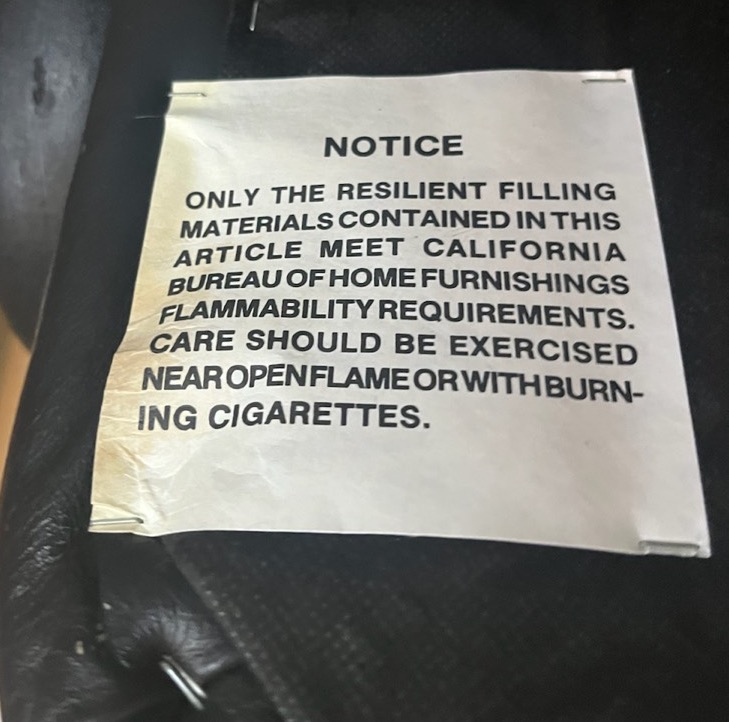 NOTICE
ONLY THE RESILIENT FILLING
MATERIALS CONTAINED IN THIS
ARTICLE MEET CALIFORNIA
BUREAU OF HOME FURNISHINGS
FLAMMABILITY REQUIREMENTS.
CARE SHOULD BE EXERCISED
NEAR OPEN FLAME OR WITH BURN-
ING CIGARETTES.